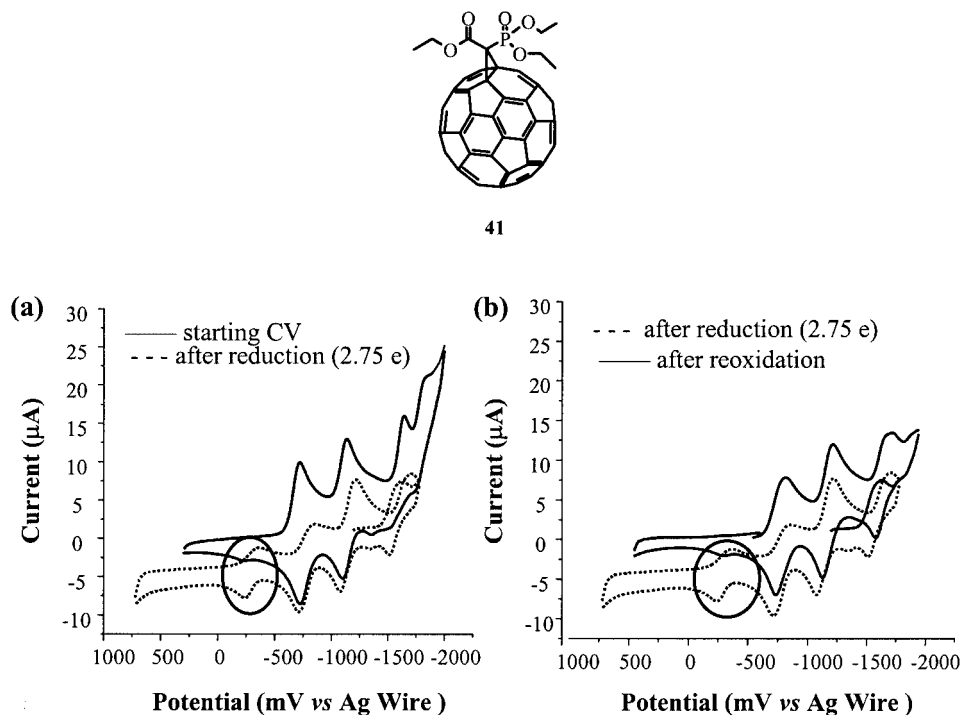 O
O
O
P
O
O
41
(a)
30
25
20
15
10
5
0
-5
-10
starting CV
after reduction (2.75 e)
Current (μA)
1000 500 0 -500 -1000 -1500 -2000
Potential (mV vs Ag Wire )
(b)
30
25
20
15
10
5
0
-5
-10
after reduction (2.75 e)
after reoxidation
Current (μA)
1000 500 0 -500 -1000 -1500 -2000
Potential (mV vs Ag Wire )